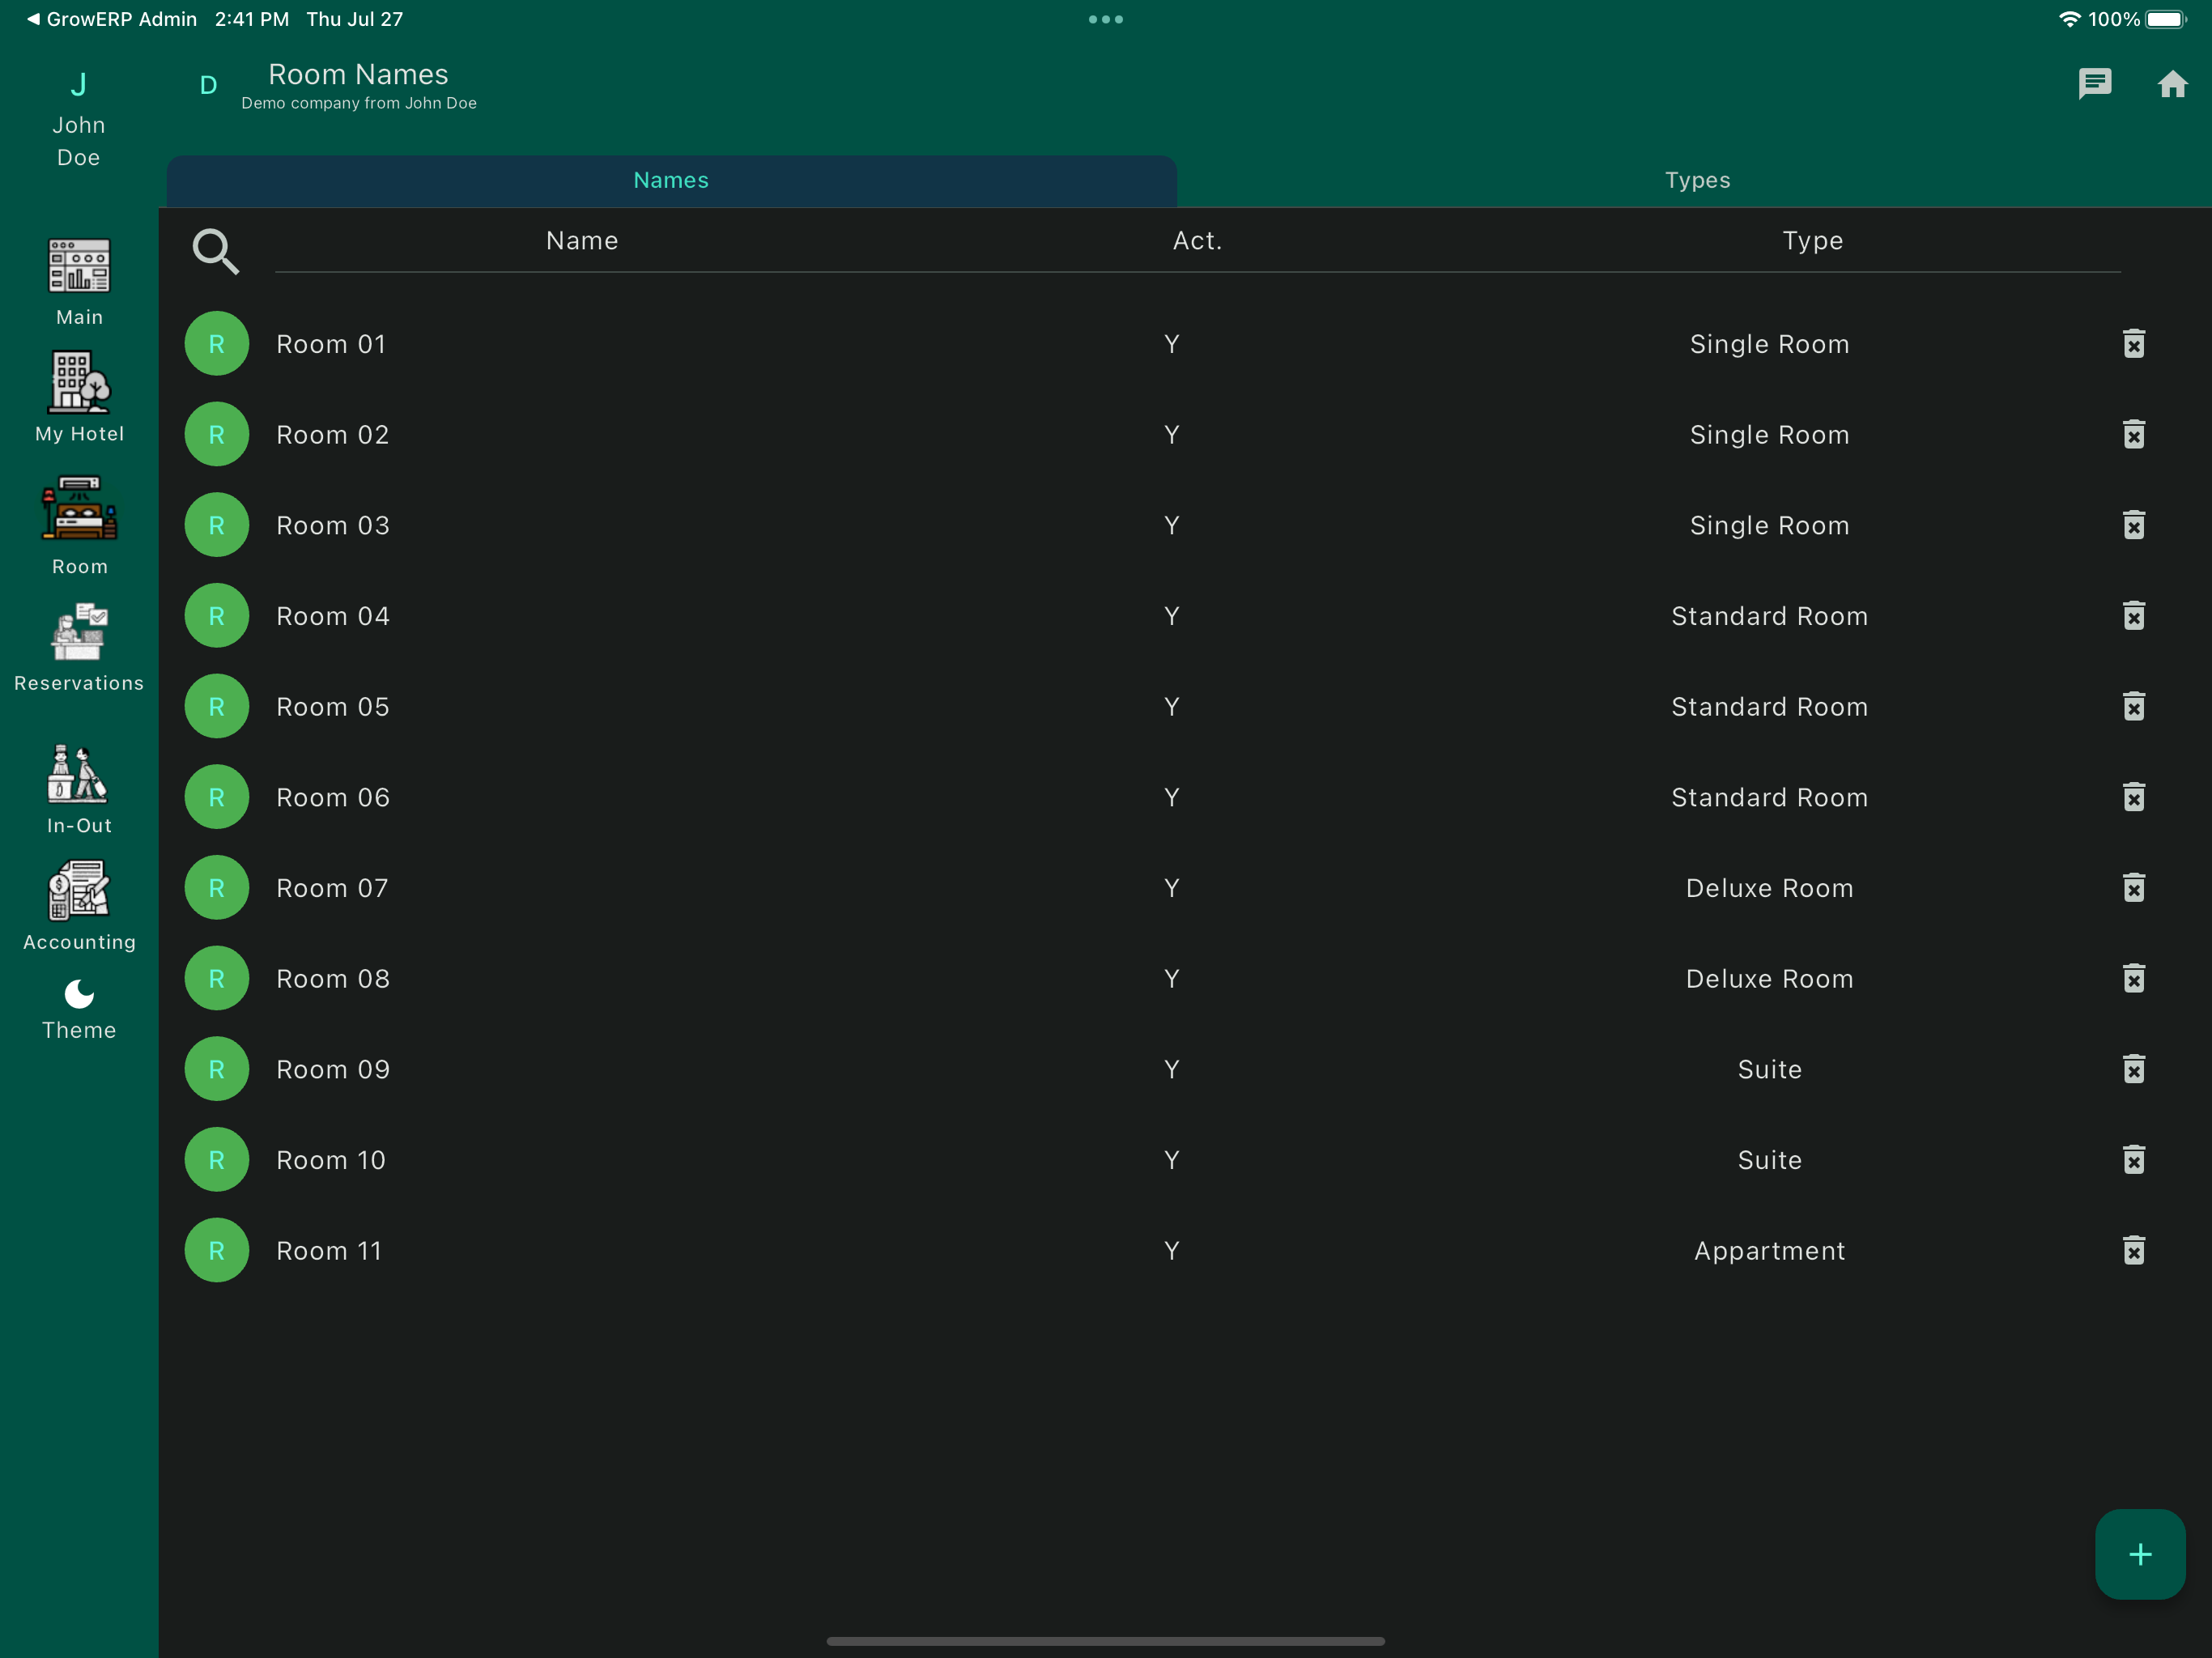 GrowERP Admin 2:41 PM Thu Jul 27
100%
J
John
Doe
D
Room Names
Demo company from John Doe
Names
Types
Name Act. Type
R Room 01 Y Single Room
R Room 02 Y Single Room
R Room 03 Y Single Room
R Room 04 Y Standard Room
R Room 05 Y Standard Room
R Room 06 Y Standard Room
R Room 07 Y Deluxe Room
R Room 08 Y Deluxe Room
R Room 09 Y Suite
R Room 10 Y Suite
R Room 11 Y Appartment
Main
My Hotel
Room
Reservations
In-Out
Accounting
Theme
+